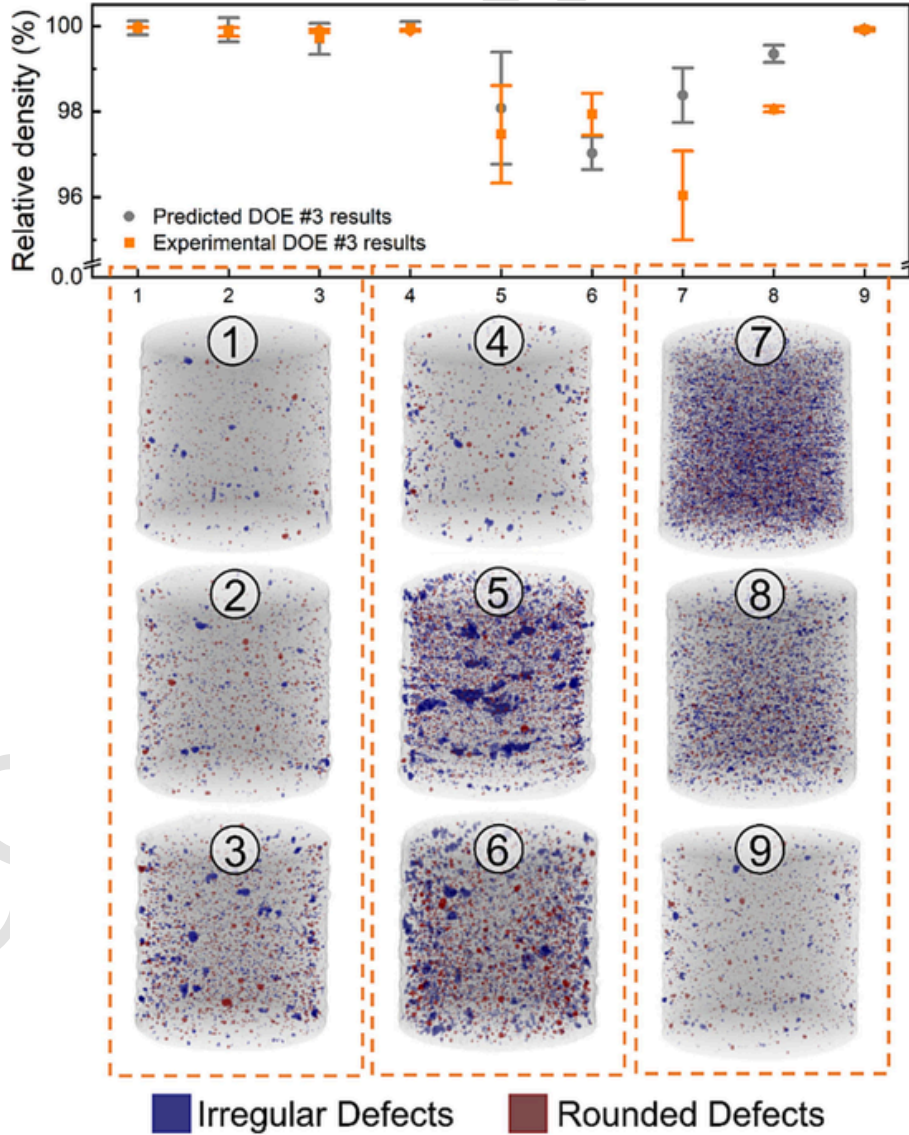 Relative density (%)
100
98
96
0.0
Predicted DOE #3 results
Experimental DOE #3 results
1 2 3 4 5 6 7 8 9
1 4 7
2 5 8
3 6 9
Irregular Defects Rounded Defects